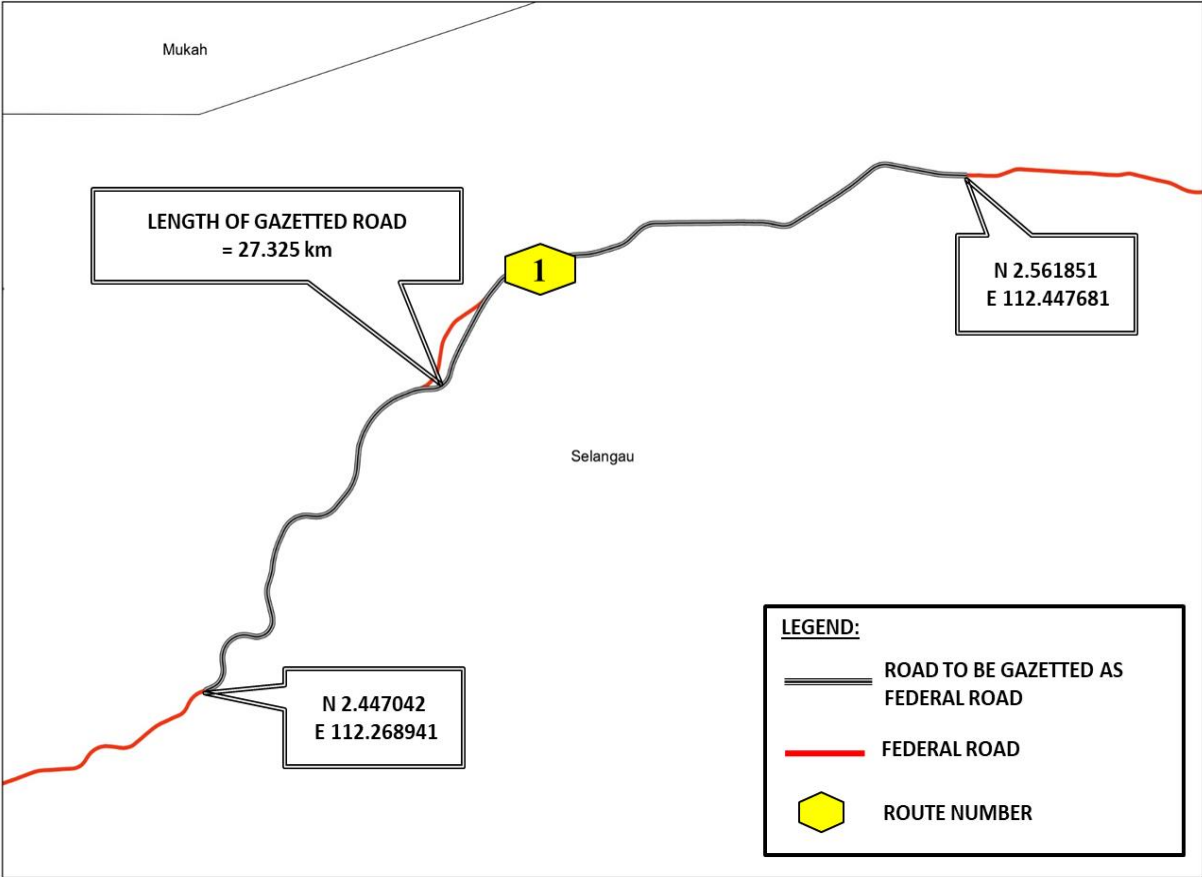 Mukah
LENGTH OF GAZETTED ROAD
= 27.325 km
1
N 2.561851
E 112.447681
Selangau
N 2.447042
E 112.268941
LEGEND:
ROAD TO BE GAZETTED AS
FEDERAL ROAD
FEDERAL ROAD
ROUTE NUMBER